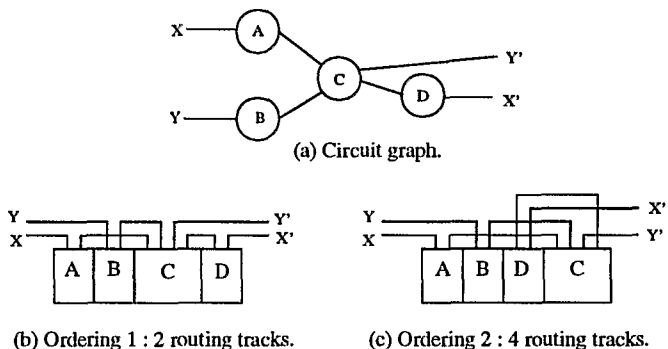 X A
C Y'
Y B D X'
(a) Circuit graph.
Y Y'
X X'
A B C D
(b) Ordering 1 : 2 routing tracks.
Y X'
X Y'
A B D C
(c) Ordering 2 : 4 routing tracks.